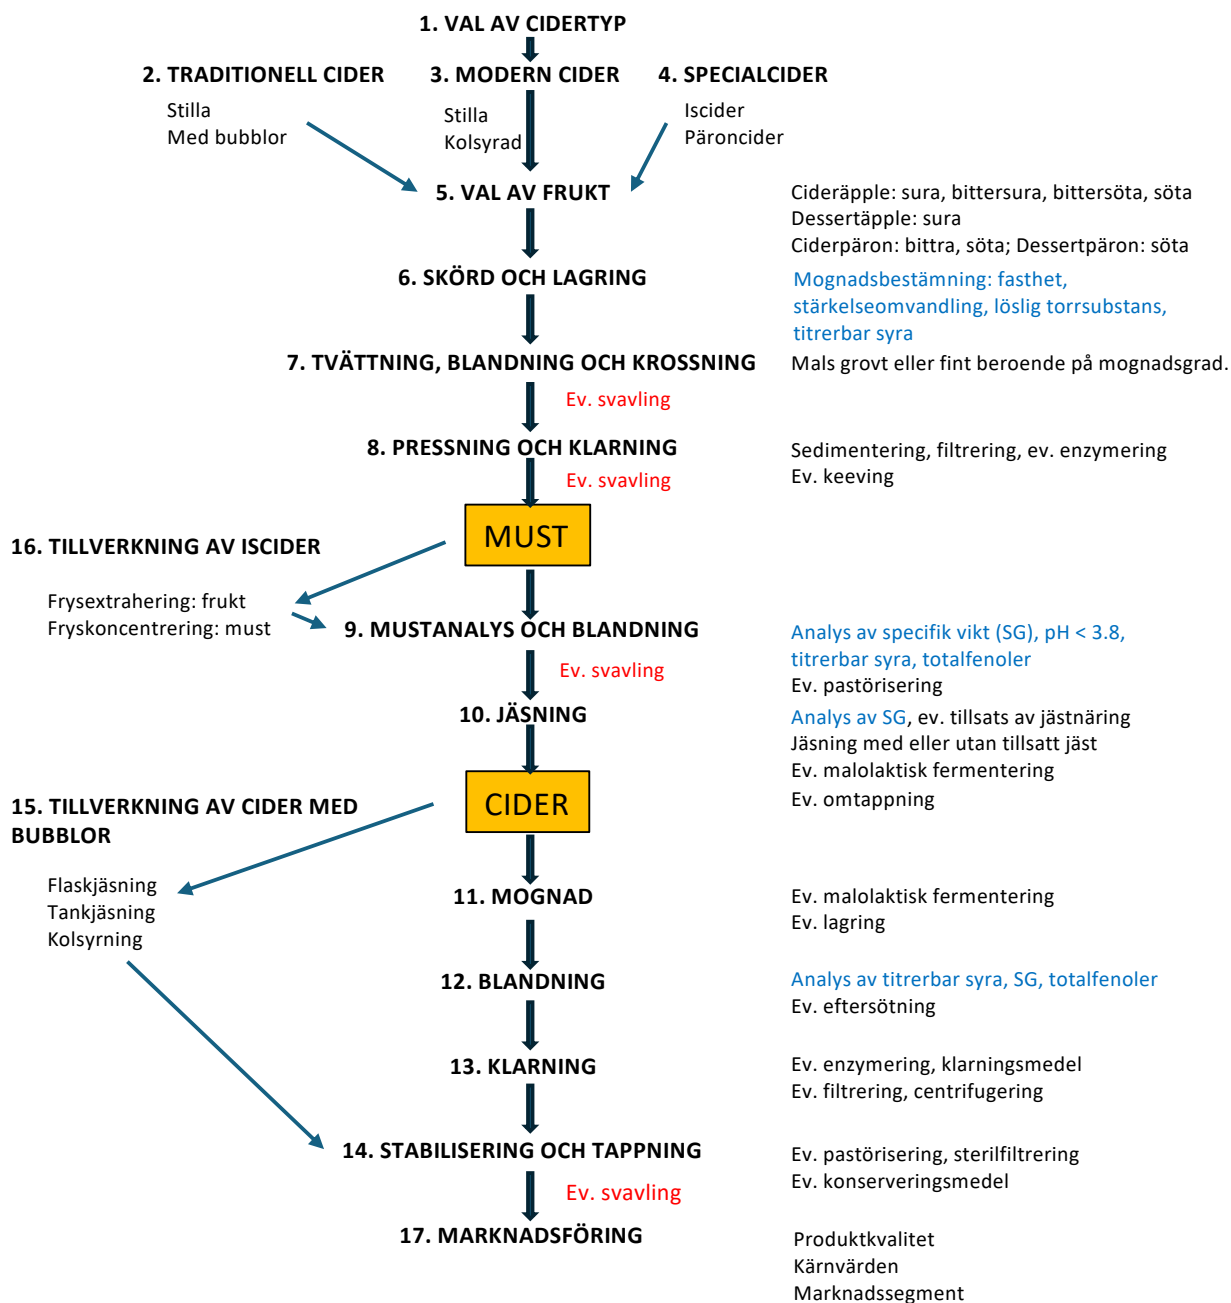 1. VAL AV CIDERTYP
2. TRADITIONELL CIDER
3. MODERN CIDER
4. SPECIALCIDER
Stilla
Med bubblor
Stilla
Kolsyrad
Iscider
Päroncider
5. VAL AV FRUKT
Cideräpple: sura, bittersura, bittersöta, söta
Dessertäpple: sura
Ciderpäron: bittra, söta; Dessertpäron: söta
6. SKÖRD OCH LAGRING
Mognadsbestämning: fasthet,
stärkelseomvandling, löslig torrsubstans,
titrerbar syra
7. TVÄTTNING, BLANDNING OCH KROSSNING
Mals grovt eller fint beroende på mognadsgrad.
Ev. svavling
8. PRESSNING OCH KLARNING
Sedimentering, filtrering, ev. enzymering
Ev. keeving
Ev. svavling
MUST
16. TILLVERKNING AV ISCIDER
Frysextrahering: frukt
Fryskoncentrering: must
9. MUSTANALYS OCH BLANDNING
Analys av specifik vikt (SG), pH < 3.8,
titrerbar syra, totalfenoler
Ev. pastörisering
Ev. svavling
10. JÄSNING
Analys av SG, ev. tillsats av jästnäring
Jäsning med eller utan tillsatt jäst
Ev. malolaktisk fermentering
Ev. omtappning
CIDER
15. TILLVERKNING AV CIDER MED
BUBBLOR
Flaskjäsning
Tankjäsning
Kolsyrning
11. MOGNAD
Ev. malolaktisk fermentering
Ev. lagring
12. BLANDNING
Analys av titrerbar syra, SG, totalfenoler
Ev. eftersötning
13. KLARNING
Ev. enzymering, klarningsmedel
Ev. filtrering, centrifugering
14. STABILISERING OCH TAPPNING
Ev. pastörisering, sterilfiltrering
Ev. konserveringsmedel
Ev. svavling
17. MARKNADSFÖRING
Produktkvalitet
Kärnvärden
Marknadssegment